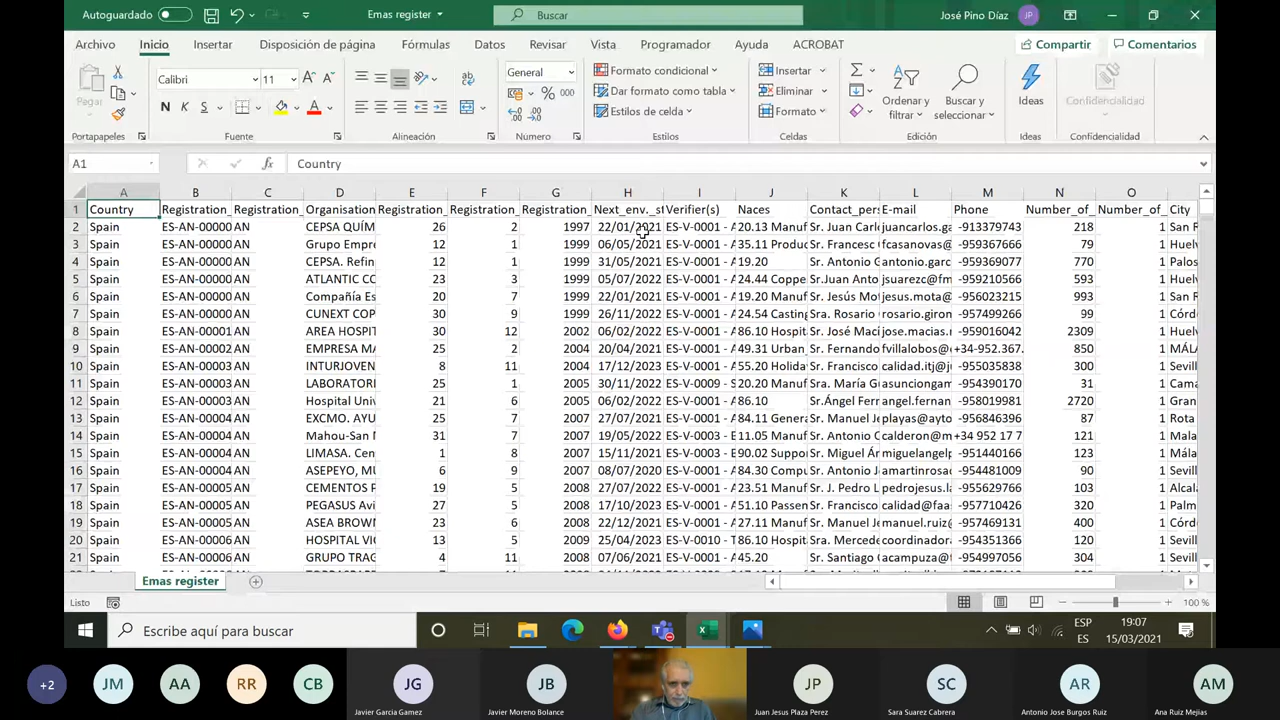 Autoguardado Emas register Buscar José Pino Díaz JP
Archivo Inicio Insertar Disposición de página Fórmulas Datos Revisar Vista Programador Ayuda ACROBAT Compartir Comentarios
Pegar Calibri 11 General Formato condicional Insertar Ordenar y filtrar Buscar y seleccionar Ideas Confidencialidad
N K S % 000 Dar formato como tabla Eliminar
Estilos de celda Formato
Portapapeles Fuente Alineación Número Estilos Celdas Edición Ideas Confidencialidad
A1 fx Country
A B C D E F G H I J K L M N O
1 Country Registration_ Registration_ Organisation Registration_ Registration_ Registration_ Next_env._st Verifier(s) Naces Contact_pers E-mail Phone Number_of_ Number_of_ City
2 Spain ES-AN-00000 AN CEPSA QUÍM 26 2 1997 22/01/2021 ES-V-0001 - A 20.13 Manuf Sr. Juan Carl juancarlos.ga -913379743 218 1 San R
3 Spain ES-AN-00000 AN Grupo Empre 12 1 1999 06/05/2021 ES-V-0001 - A 35.11 Produc Sr. Francesc fcasanovas@ -959367666 79 1 Huelv
4 Spain ES-AN-00000 AN CEPSA. Refin 12 1 1999 31/05/2021 ES-V-0001 - A 19.20 Sr. Antonio G antonio.garc -959369077 770 1 Palos
5 Spain ES-AN-00000 AN ATLANTIC CO 23 3 1999 05/07/2022 ES-V-0001 - A 24.44 Coppe Sr.Juan Anto jsuarezc@fm -959210566 593 1 Huelv
6 Spain ES-AN-00000 AN Compañía Es 20 7 1999 22/01/2021 ES-V-0001 - A 19.20 Manuf Sr. Jesús Mot jesus.mota@ -956023215 993 1 San R
7 Spain ES-AN-00000 AN CUNEXT COP 30 9 1999 26/11/2022 ES-V-0001 - A 24.54 Casting Sra. Rosario rosario.giron -957499266 99 1 Córd
8 Spain ES-AN-00001 AN AREA HOSPIT 30 12 2002 06/02/2022 ES-V-0001 - A 86.10 Hospit Sr. José Maci jose.macias.r -959016042 2309 1 Huelv
9 Spain ES-AN-00002 AN EMPRESA MA 25 2 2004 20/04/2021 ES-V-0001 - A 49.31 Urban Sr. Fernando fvillalobos@ +34-952.367. 850 1 MÁLA
10 Spain ES-AN-00003 AN INTURJOVEN 8 11 2004 17/12/2023 ES-V-0001 - A 55.20 Holida Sr. Francisco calidad.itj@ju -955035838 300 1 Sevill
11 Spain ES-AN-00003 AN LABORATORI 25 1 2005 30/11/2022 ES-V-0009 - S 20.20 Manuf Sra. María Gu asunciongam -954390170 31 1 Cama
12 Spain ES-AN-00003 AN Hospital Univ 21 6 2005 06/02/2022 ES-V-0001 - A 86.10 Sr.Ángel Ferr angel.fernan -958019981 2720 1 Gran
13 Spain ES-AN-00004 AN EXCMO. AYU 25 7 2007 27/07/2021 ES-V-0001 - A 84.11 Genera Sr. Manuel Je playas@ayto -956846396 87 1 Rota
14 Spain ES-AN-00004 AN Mahou-San M 31 7 2007 19/05/2022 ES-V-0003 - E 11.05 Manuf Sr. Antonio C calderon@m +34 952 17 7 121 1 Mala
15 Spain ES-AN-00004 AN LIMASA. Cen 1 8 2007 15/11/2021 ES-V-0003 - E 90.02 Suppo Sr. Miguel Án miguelangelp -951440166 123 1 Mála
16 Spain ES-AN-00004 AN ASEPEYO, MU 6 9 2007 08/07/2020 ES-V-0001 - A 84.30 Compu Sr. Antonio J amartinrosac -954481009 90 1 Sevill
17 Spain ES-AN-00005 AN CEMENTOS C 19 5 2008 27/07/2021 ES-V-0001 - A 23.51 Manuf Sr. J. Pedro L pedrojesus.la -955620766 103 1 Alcal
18 Spain ES-AN-00005 AN PEGASUS Avi 27 5 2008 17/10/2023 ES-V-0001 - A 51.10 Passen Sr. Francisco calidad@faas -957710426 320 1 Palm
19 Spain ES-AN-00005 AN ASEA BROWN 23 6 2008 22/12/2021 ES-V-0001 - A 27.11 Manuf Sr. Manuel R manuel.ruiz@ -957469131 400 1 Córd
20 Spain ES-AN-00006 AN HOSPITAL VIC 13 5 2009 25/04/2023 ES-V-0010 - T 86.10 Hospit Sra. Mercede coordinadora -954351366 120 1 Sevill
21 Spain ES-AN-00006 AN GRUPO TRAG 4 11 2008 07/06/2021 ES-V-0001 - A 45.20 Sr. Santiago G acampuza@m -954997056 304 1 Sevill
Emas register
Listo 100 %
Escribe aquí para buscar ESP ES 19:07 15/03/2021
+2 JM AA RR CB JG JB JP SC AR AM
Javier Garcia Gamez Javier Moreno Bolance Juan Jesus Plaza Perez Sara Suarez Cabrera Antonio Jose Burgos Ruiz Ana Ruiz Mejias